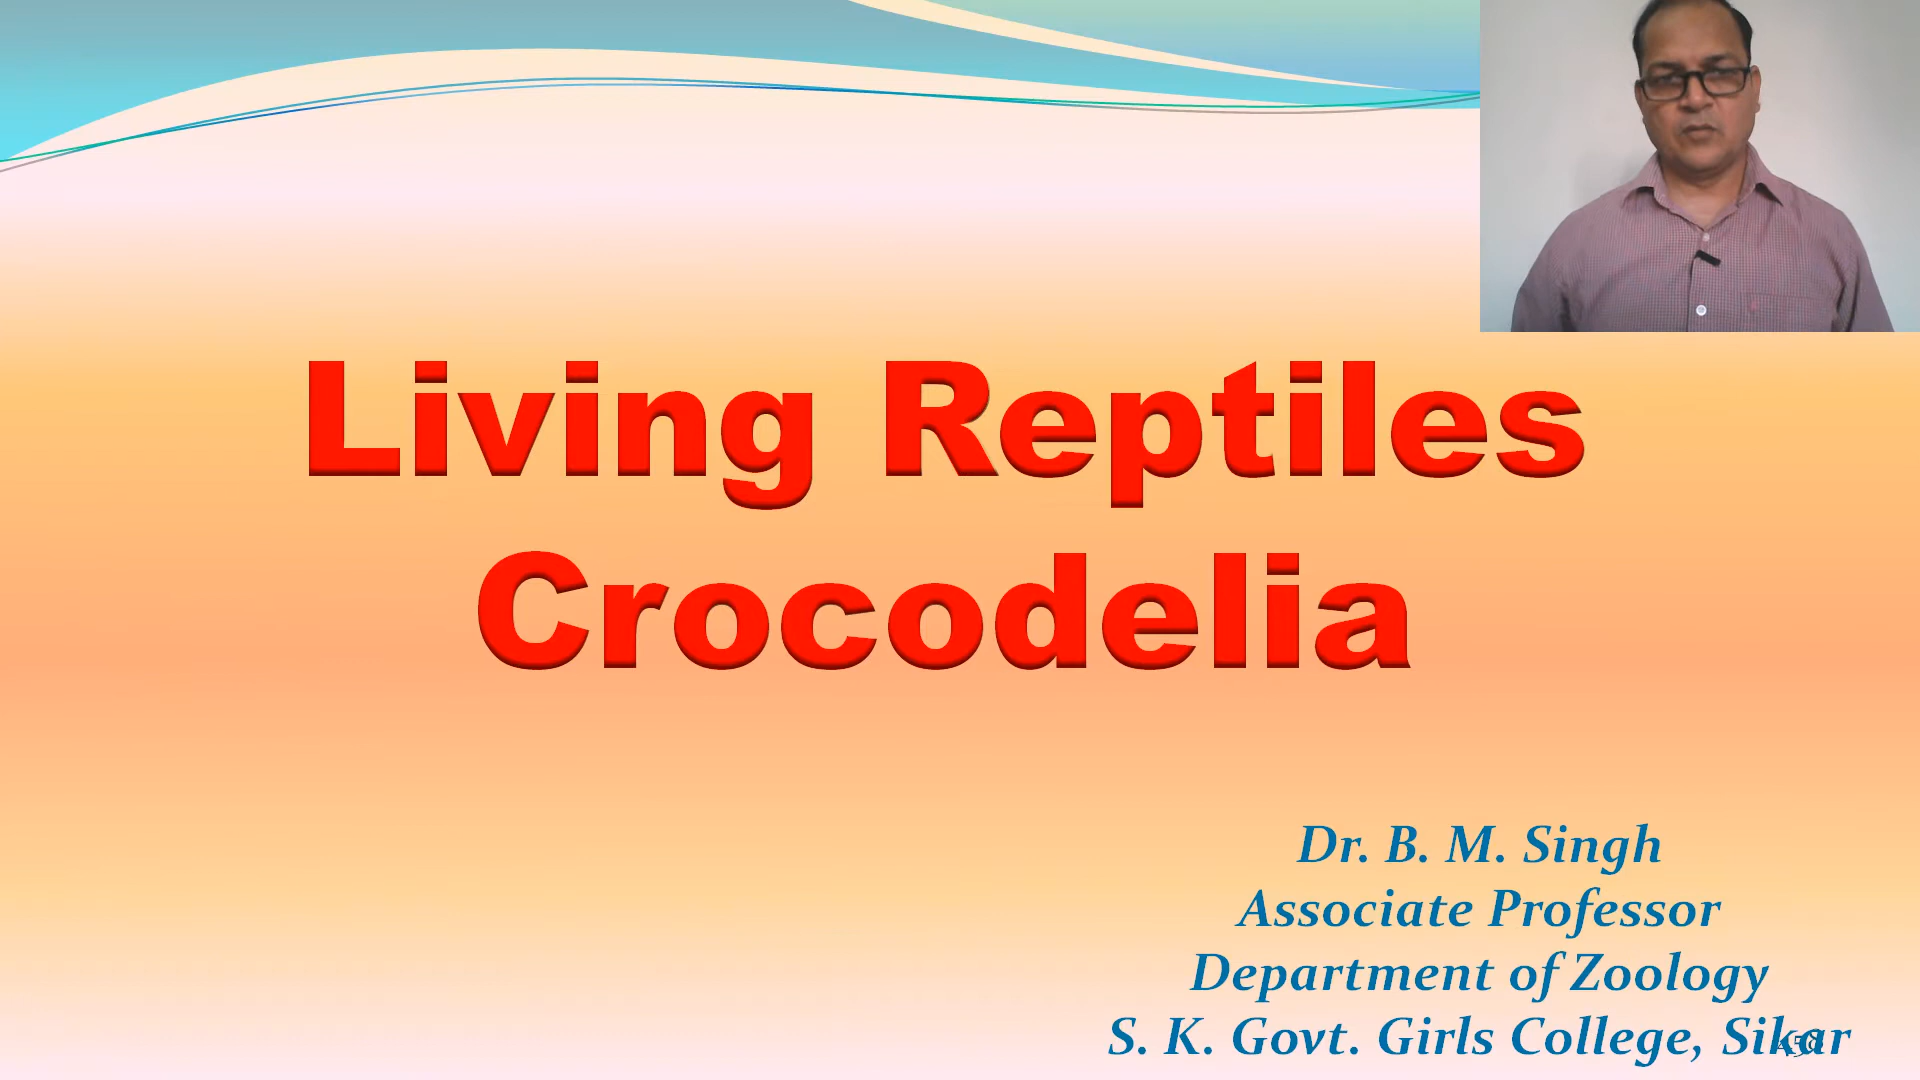 Living Reptiles
Crocodelia
Dr. B. M. Singh
Associate Professor
Department of Zoology
S. K. Govt. Girls College, Sikar